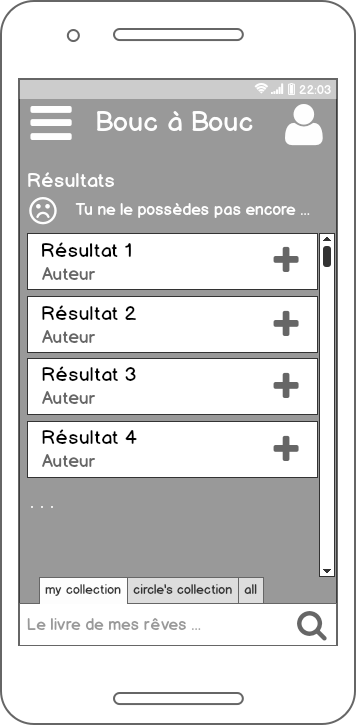 22:03
Bouc à Bouc
Résultats
Tu ne le possèdes pas encore ...
Résultat 1
Auteur
Résultat 2
Auteur
Résultat 3
Auteur
Résultat 4
Auteur
. . .
my collection circle's collection all
Le livre de mes rêves ...